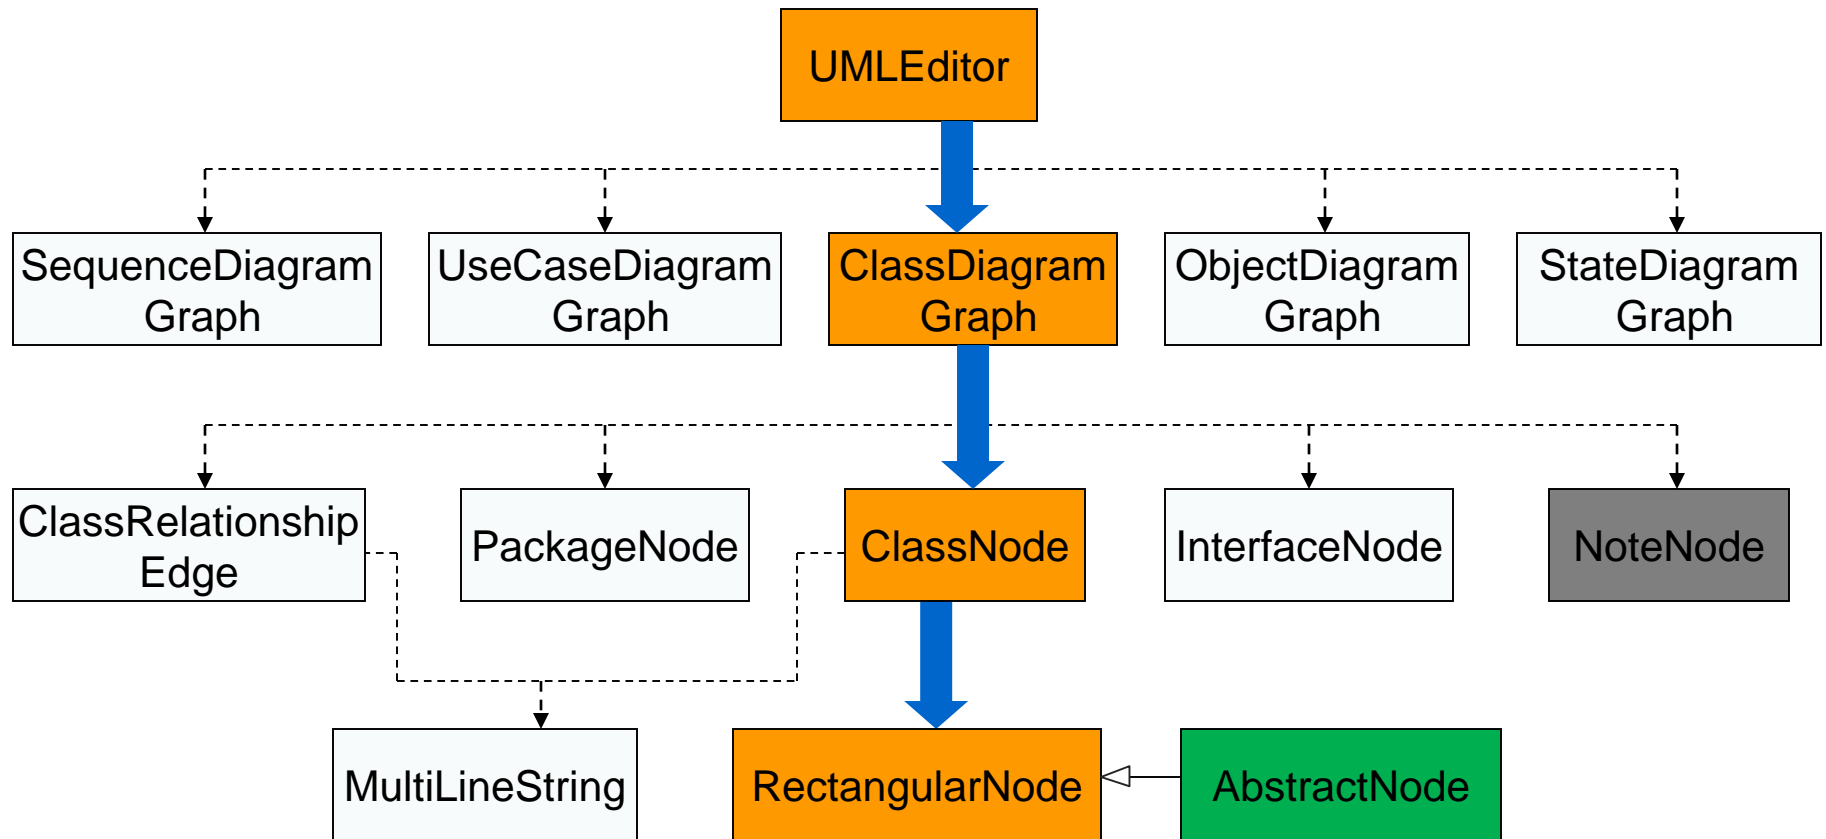 UMLEditor
SequenceDiagram
Graph
UseCaseDiagram
Graph
ClassDiagram
Graph
ObjectDiagram
Graph
StateDiagram
Graph
ClassRelationship
Edge
PackageNode
ClassNode
InterfaceNode
NoteNode
MultiLineString
RectangularNode
AbstractNode